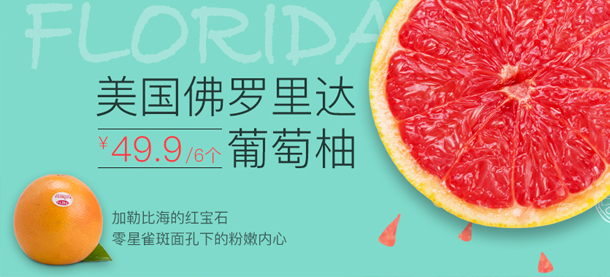 FLORIDA
美国佛罗里达
¥49.9/6个
葡萄柚
加勒比海的红宝石
零星雀斑面孔下的粉嫩内心